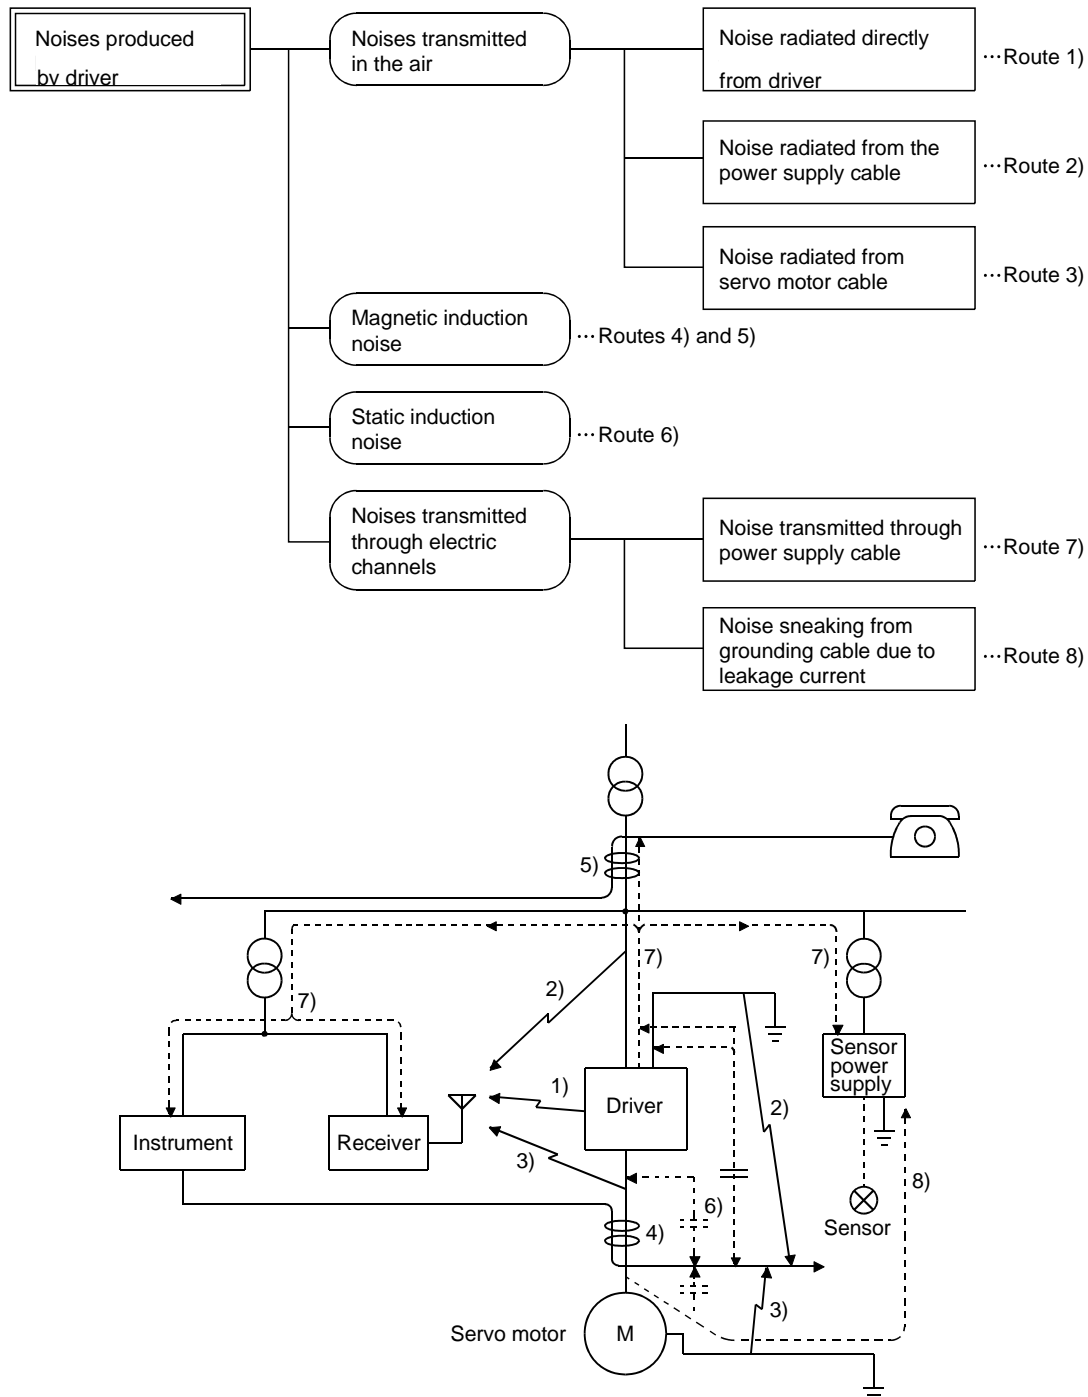 Noises produced
by driver
Noises transmitted
in the air
Noise radiated directly
from driver
···Route 1)
Noise radiated from the
power supply cable
···Route 2)
Noise radiated from
servo motor cable
···Route 3)
Magnetic induction
noise
···Routes 4) and 5)
Static induction
noise
···Route 6)
Noises transmitted
through electric
channels
Noise transmitted through
power supply cable
···Route 7)
Noise sneaking from
grounding cable due to
leakage current
···Route 8)
5)
7)
7)
2)
7)
Sensor
power
supply
1)
Driver
2)
Instrument
Receiver
3)
8)
6)
Sensor
4)
3)
Servo motor
M